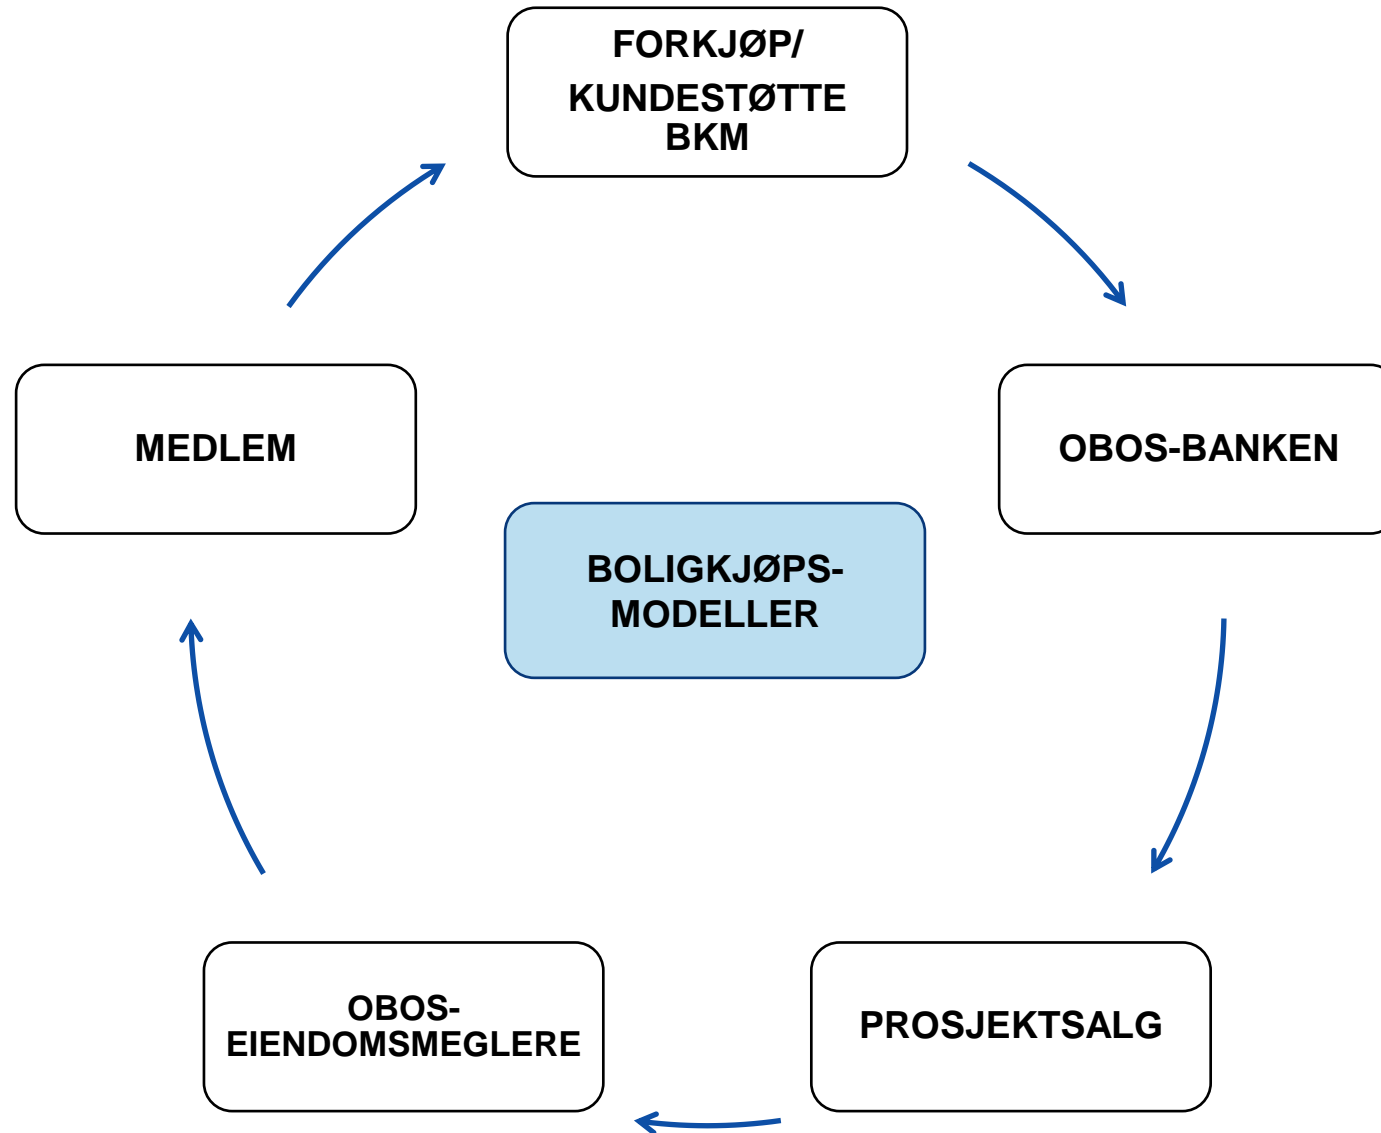 FORKJØP/
KUNDESTØTTE
BKM
MEDLEM
OBOS-BANKEN
BOLIGKJØPS-
MODELLER
OBOS-
EIENDOMSMEGLERE
PROSJEKTSALG